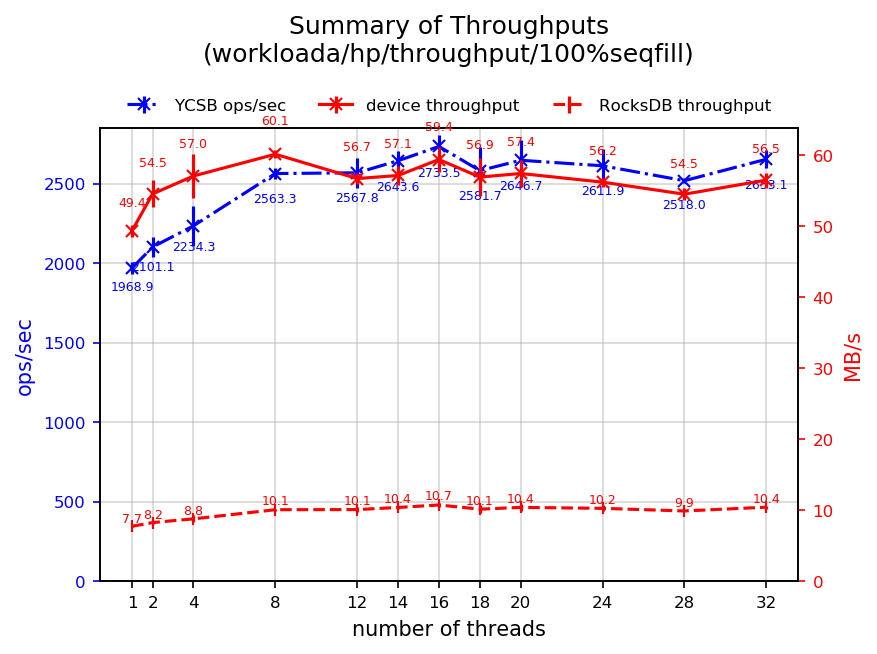 Summary of Throughputs
(workloada/hp/throughput/100%seqfill)
YCSB ops/sec device throughput RocksDB throughput
60.1
59.4
57.0 56.7 57.1 56.9 57.4 56.2 56.5
54.5 54.5
49.4
2563.3 2567.8 2643.6 2733.5 2581.7 2646.7 2611.9 2518.0 2653.1
2234.3
2101.1
1968.9
7.7 8.2 8.8 10.1 10.1 10.4 10.7 10.1 10.4 10.2 9.9 10.4
2500
2000
1500
1000
500
0
ops/sec
60
50
40
30
20
10
0
MB/s
1 2 4 8 12 14 16 18 20 24 28 32
number of threads